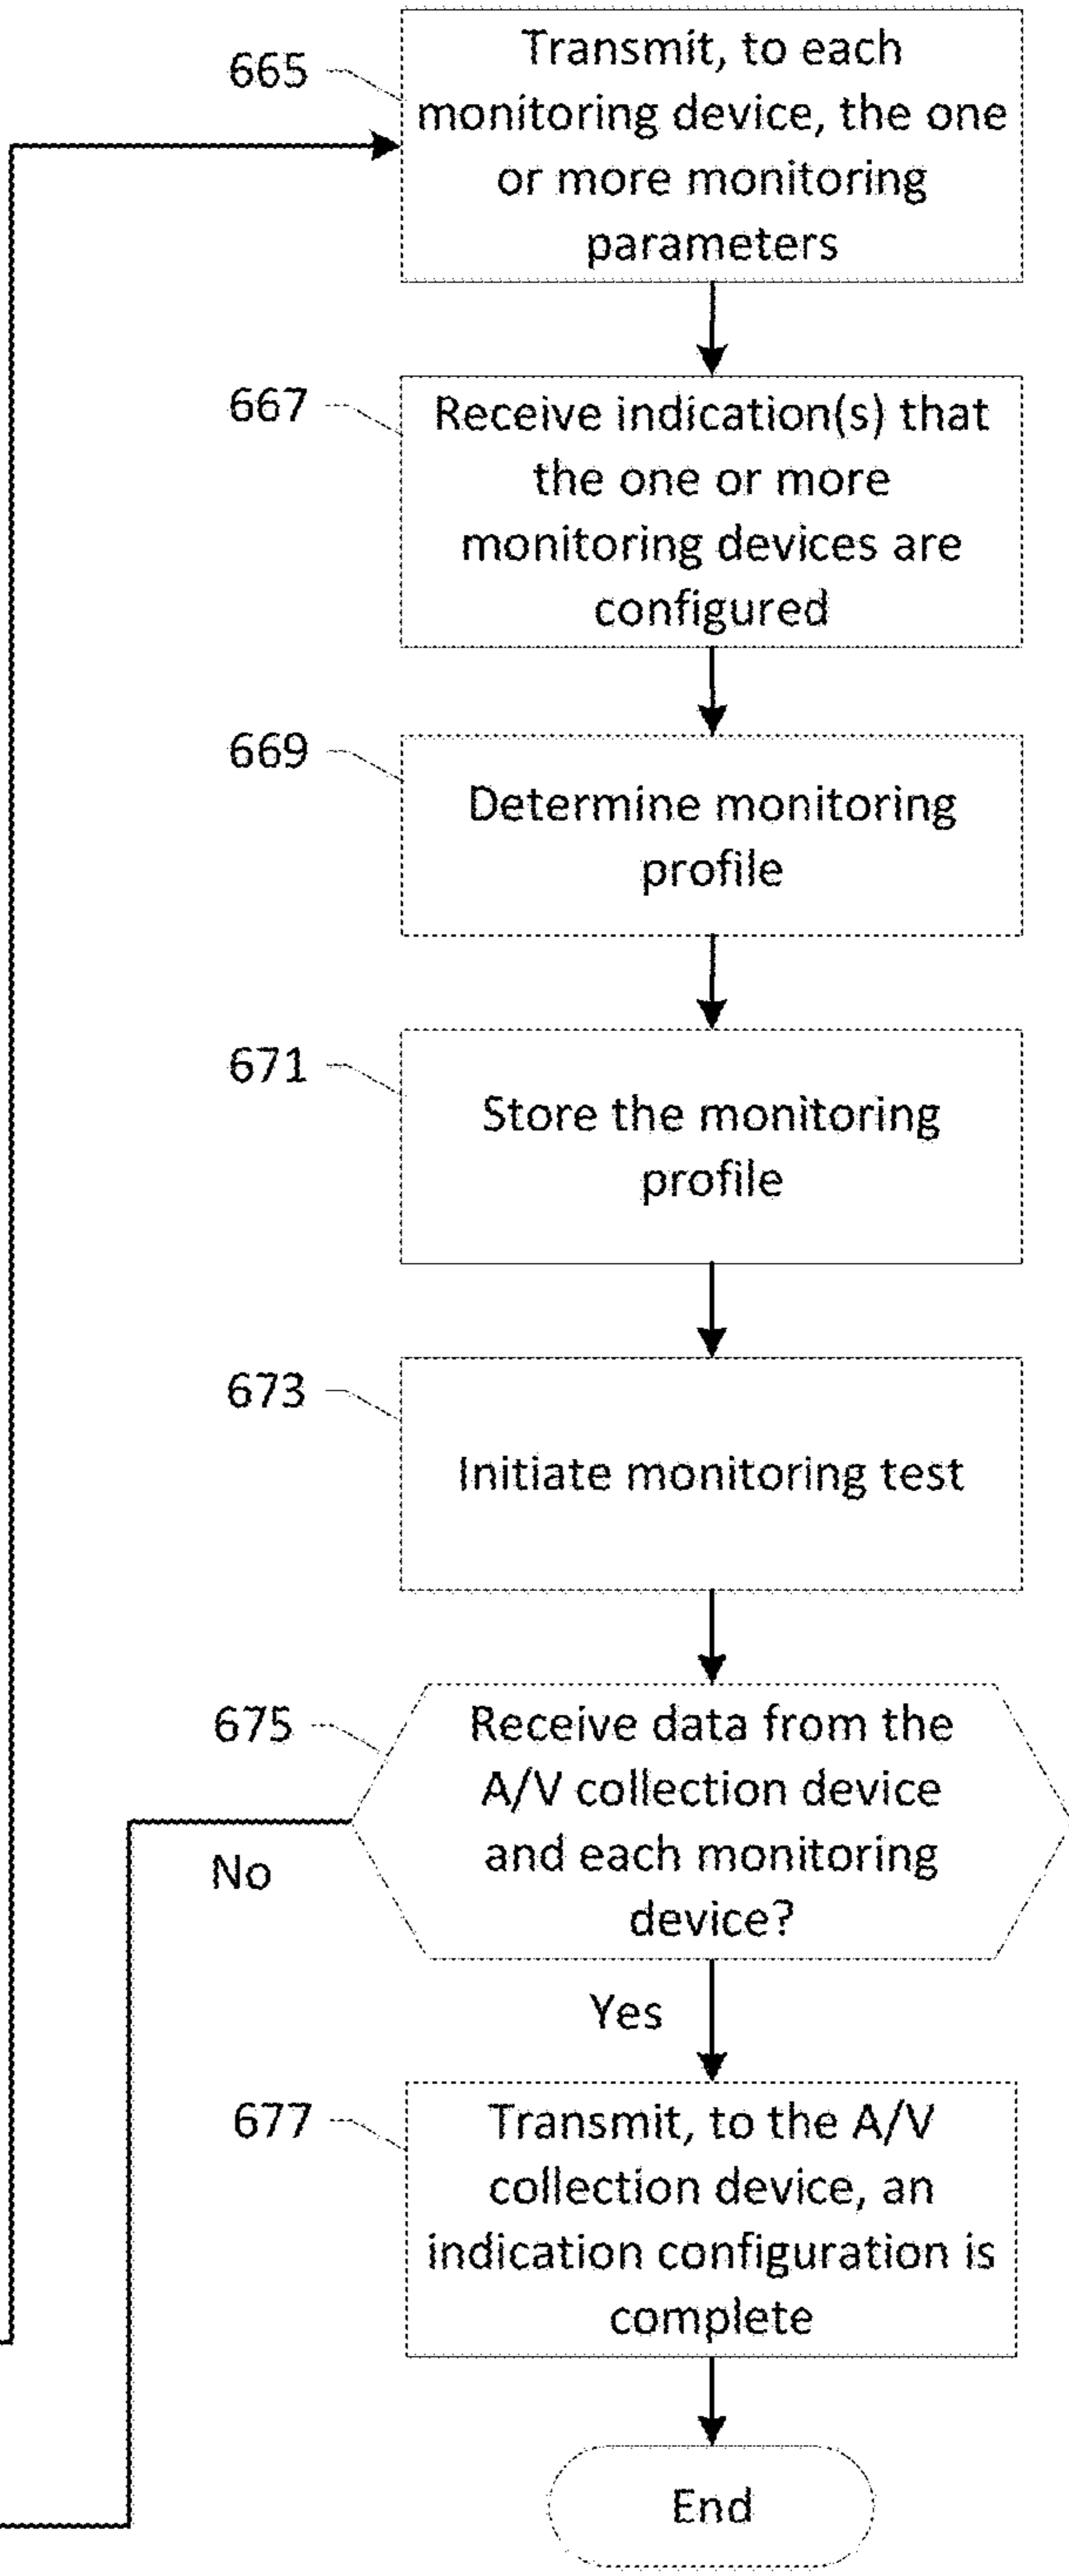 665
Transmit, to each
monitoring device, the one
or more monitoring
parameters
667
Receive indication(s) that
the one or more
monitoring devices are
configured
669
Determine monitoring
profile
671
Store the monitoring
profile
673
Initiate monitoring test
675
Receive data from the
A/V collection device
and each monitoring
device?
No
Yes
677
Transmit, to the A/V
collection device, an
indication configuration is
complete
End